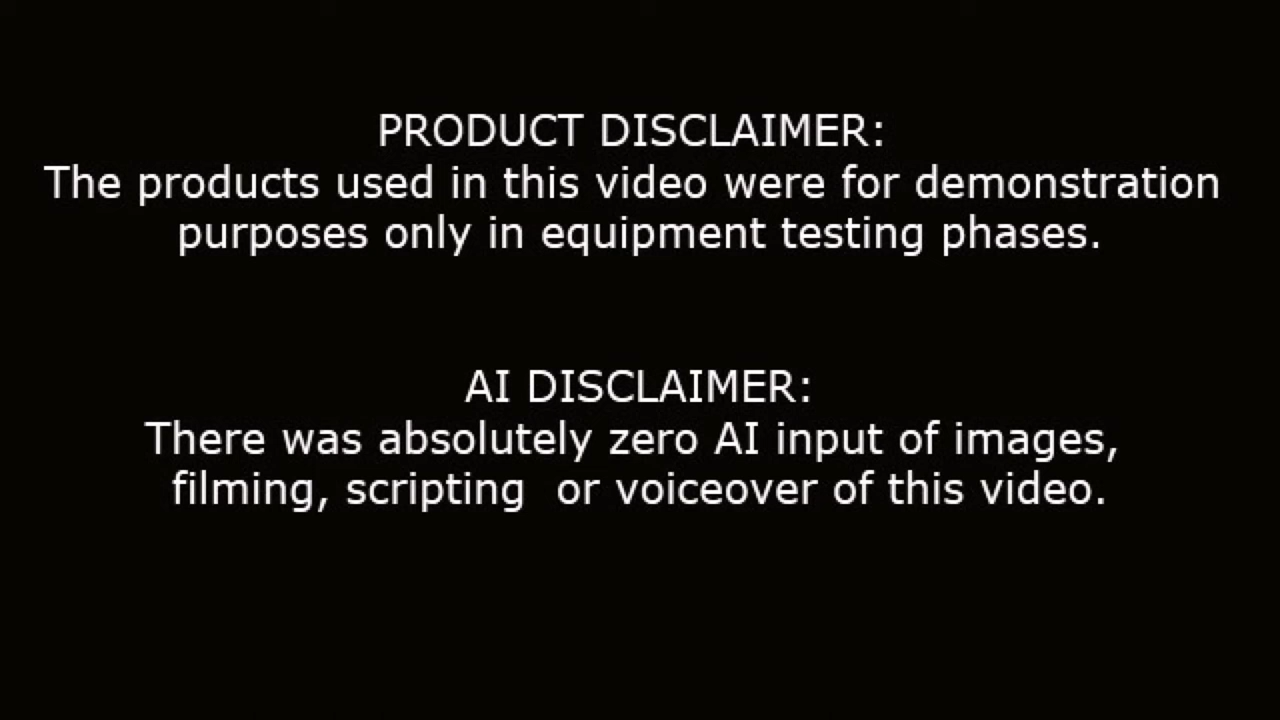 PRODUCT DISCLAIMER:
The products used in this video were for demonstration
purposes only in equipment testing phases.
AI DISCLAIMER:
There was absolutely zero AI input of images,
filming, scripting  or voiceover of this video.